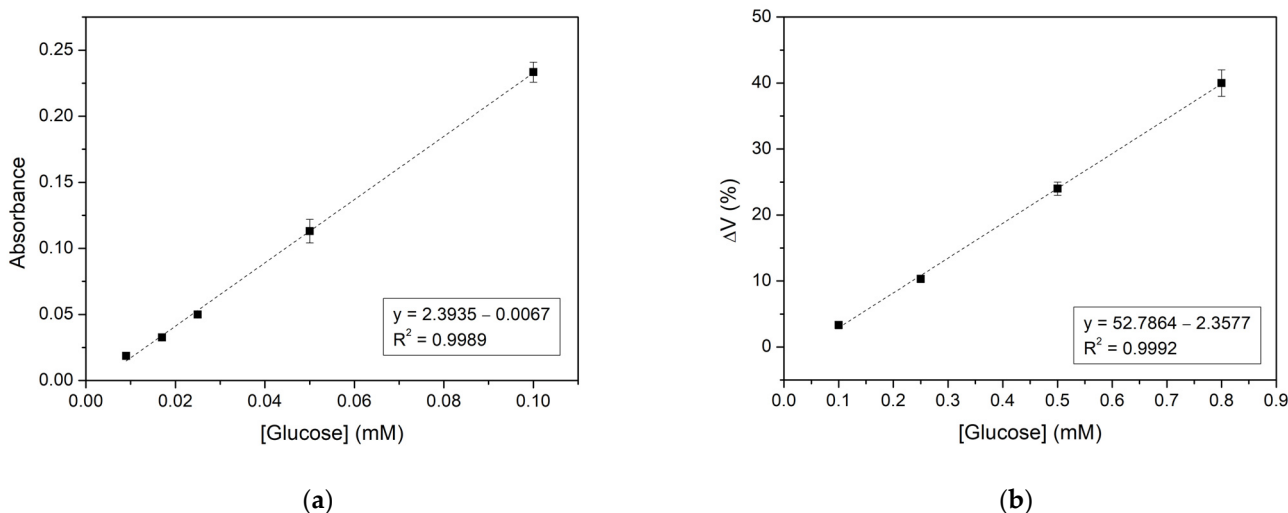 0.25
0.20
0.15
0.10
0.05
0.00
Absorbance
y = 2.3935 – 0.0067
R² = 0.9989
0.00 0.02 0.04 0.06 0.08 0.10
[Glucose] (mM)
(a)
50
40
30
20
10
0
ΔV (%)
y = 52.7864 – 2.3577
R² = 0.9992
0.0 0.1 0.2 0.3 0.4 0.5 0.6 0.7 0.8 0.9
[Glucose] (mM)
(b)